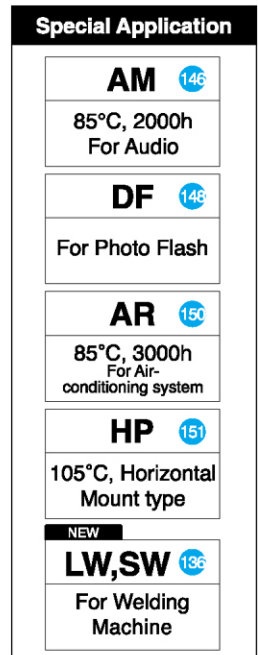 Special Application
AM 146
85°C, 2000h
For Audio
DF 148
For Photo Flash
AR 150
85°C, 3000h
For Air-
conditioning system
HP 151
105°C, Horizontal
Mount type
NEW
LW,SW 136
For Welding
Machine